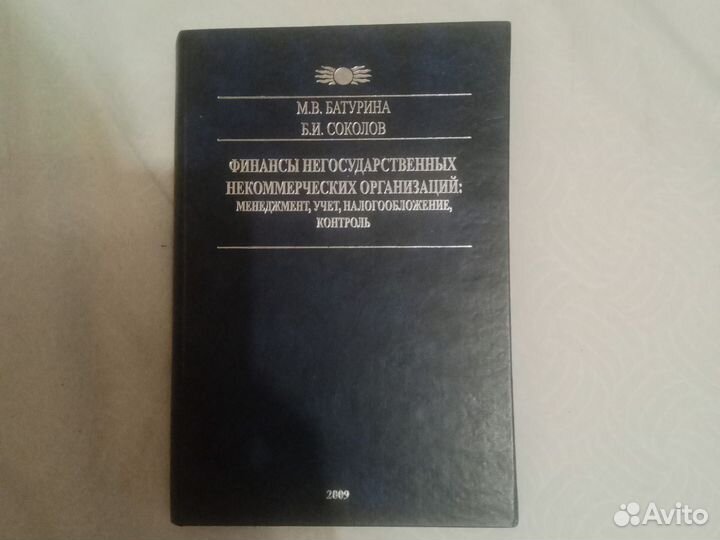 М.В. БАТУРИНА
Б.И. СОКОЛОВ
ФИНАНСЫ НЕГОСУДАРСТВЕННЫХ
НЕКОММЕРЧЕСКИХ ОРГАНИЗАЦИЙ:
МЕНЕДЖМЕНТ, УЧЕТ, НАЛОГООБЛОЖЕНИЕ,
КОНТРОЛЬ
2009
Avito